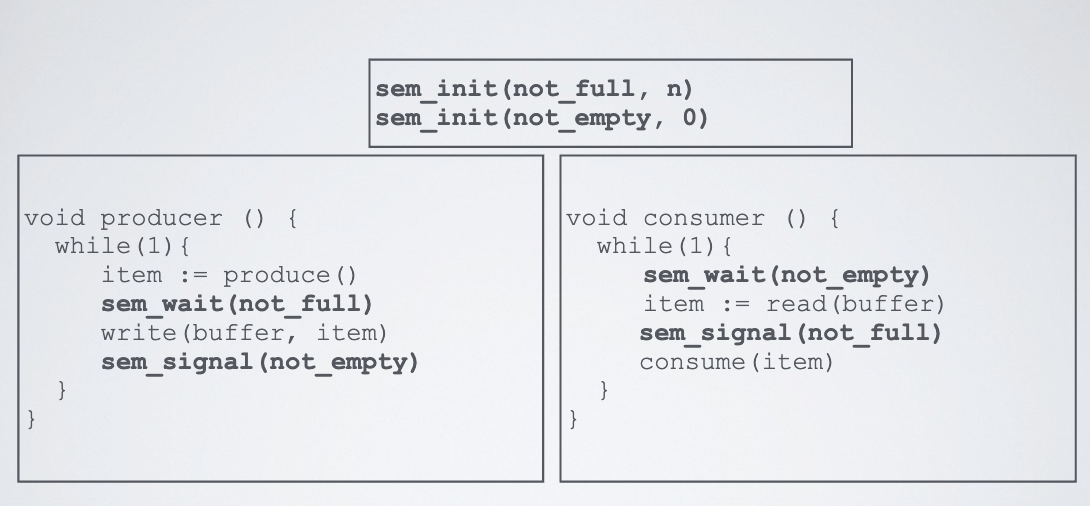 sem_init(not_full, n)
sem_init(not_empty, 0)
void producer () {
while(1){
item := produce()
sem_wait(not_full)
write(buffer, item)
sem_signal(not_empty)
}
}
void consumer () {
while(1){
sem_wait(not_empty)
item := read(buffer)
sem_signal(not_full)
consume(item)
}
}